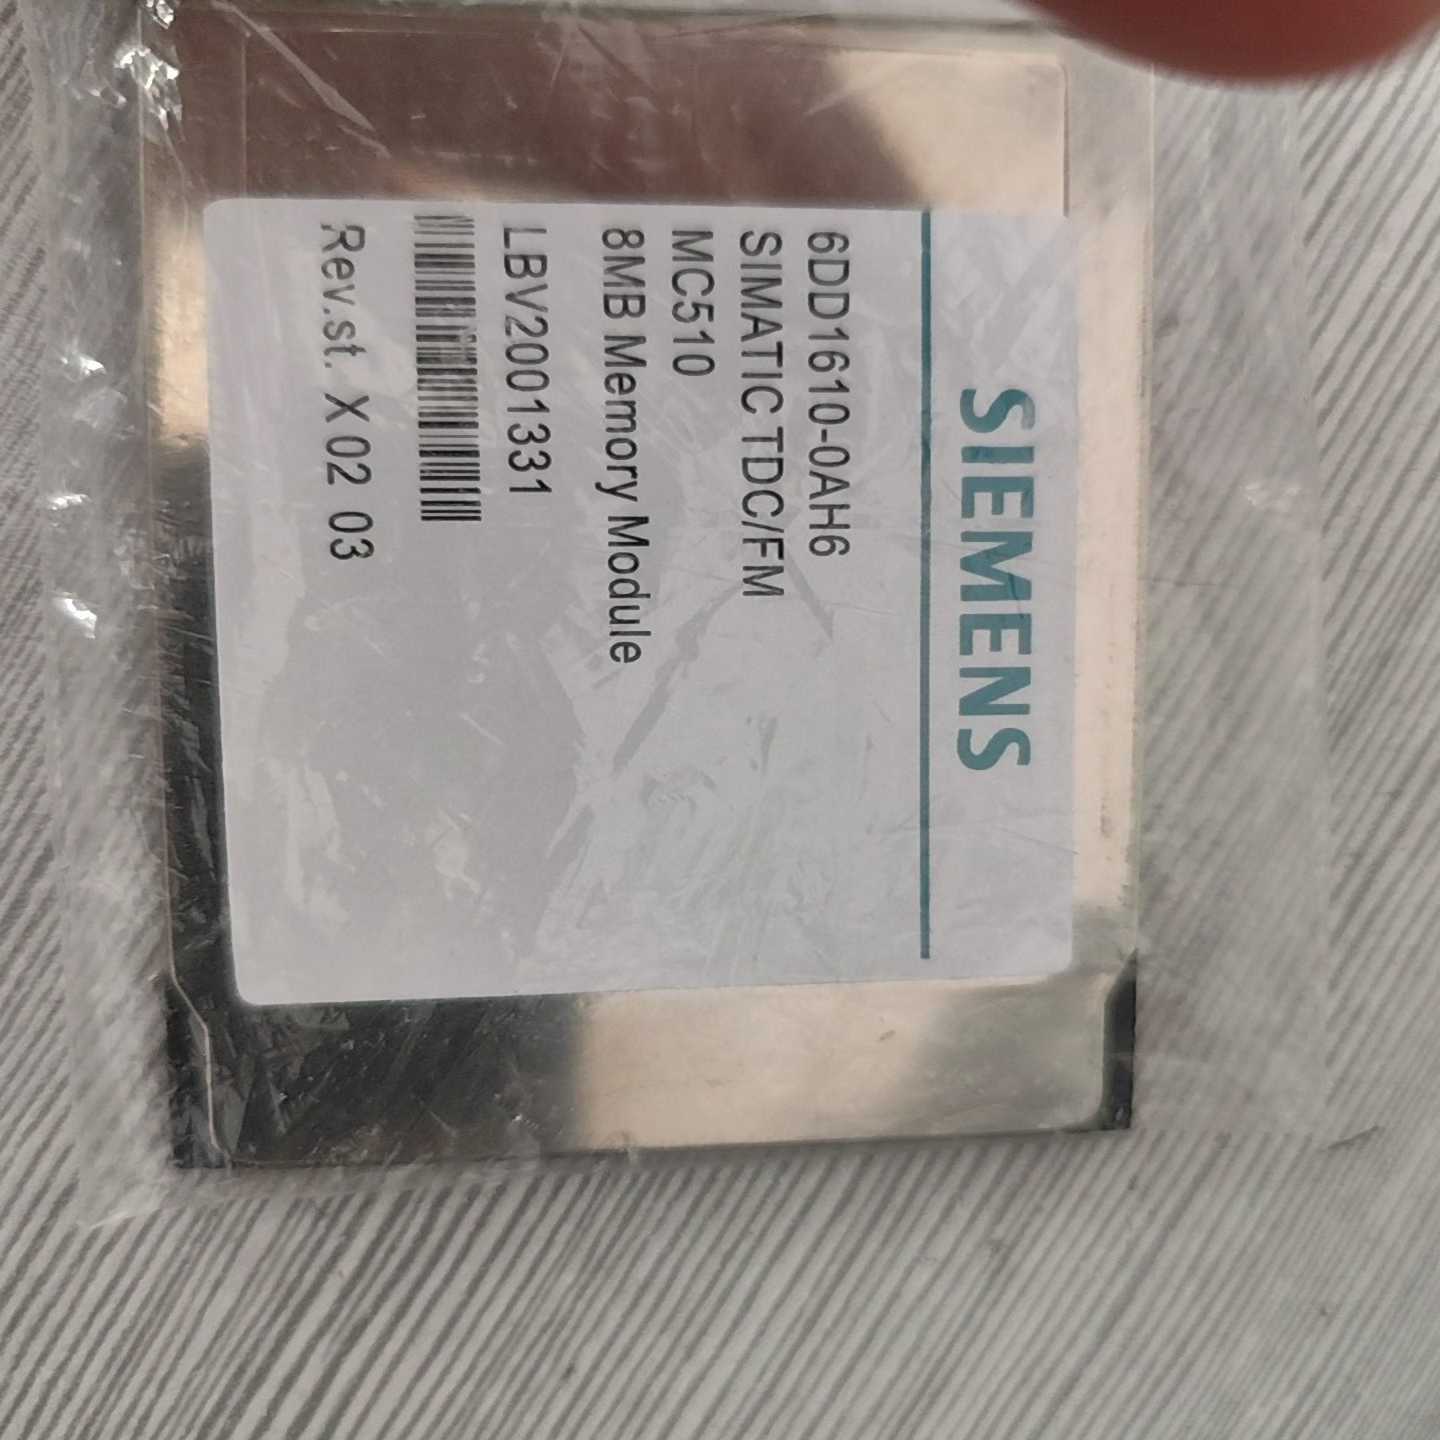 SIEMENS
6DD1610-0AH6
SIMATIC TDC/FM
MC510
8MB Memory Module
LBV2001331
Rev.st. X 02 03